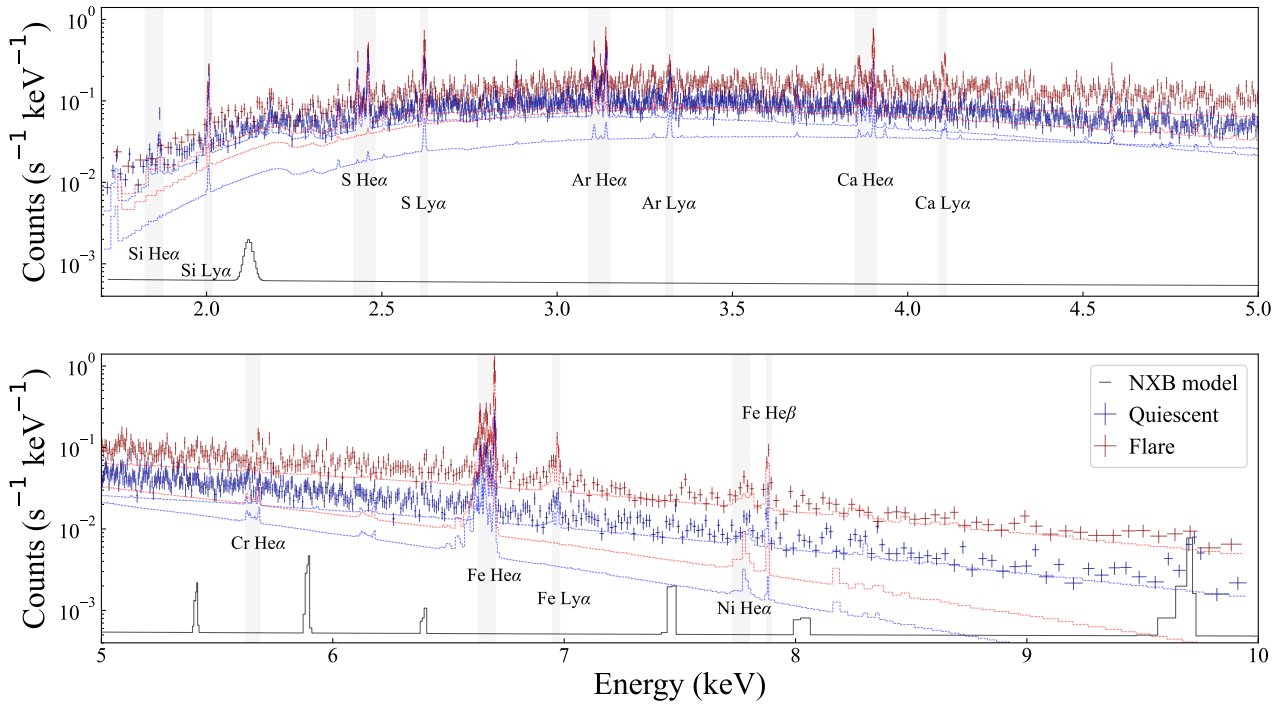 Counts (s⁻¹ keV⁻¹)
10⁰
10⁻¹
10⁻²
10⁻³
Si Heα
Si Lyα
S Heα
S Lyα
Ar Heα
Ar Lyα
Ca Heα
Ca Lyα
2.0 2.5 3.0 3.5 4.0 4.5 5.0
Counts (s⁻¹ keV⁻¹)
10⁰
10⁻¹
10⁻²
10⁻³
Cr Heα
Fe Heα
Fe Lyα
Ni Heα
Fe Heβ
NXB model
Quiescent
Flare
5 6 7 8 9 10
Energy (keV)